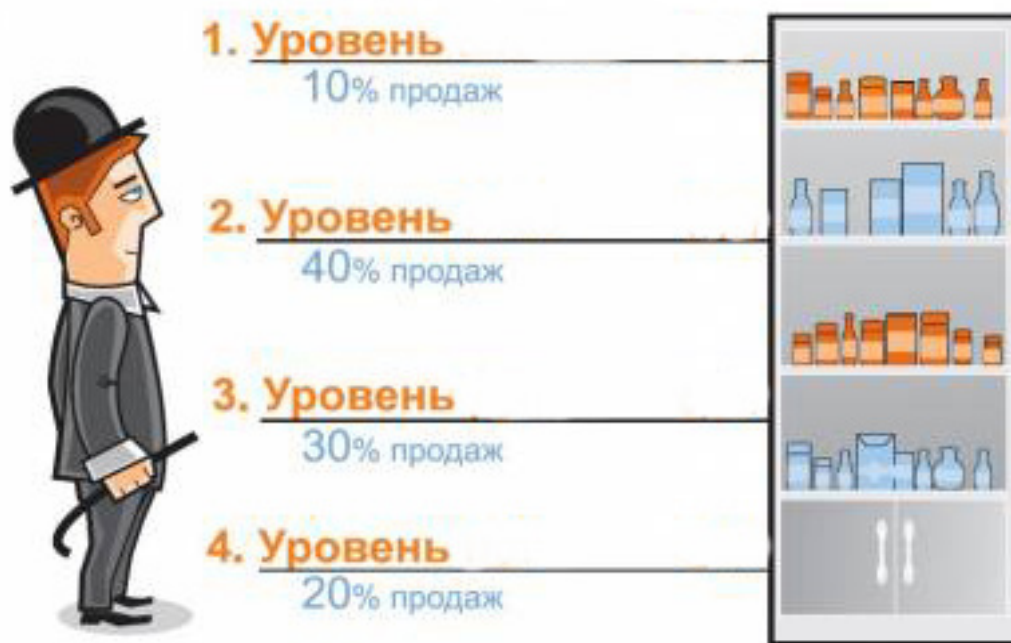 1. Уровень
10% продаж
2. Уровень
40% продаж
3. Уровень
30% продаж
4. Уровень
20% продаж